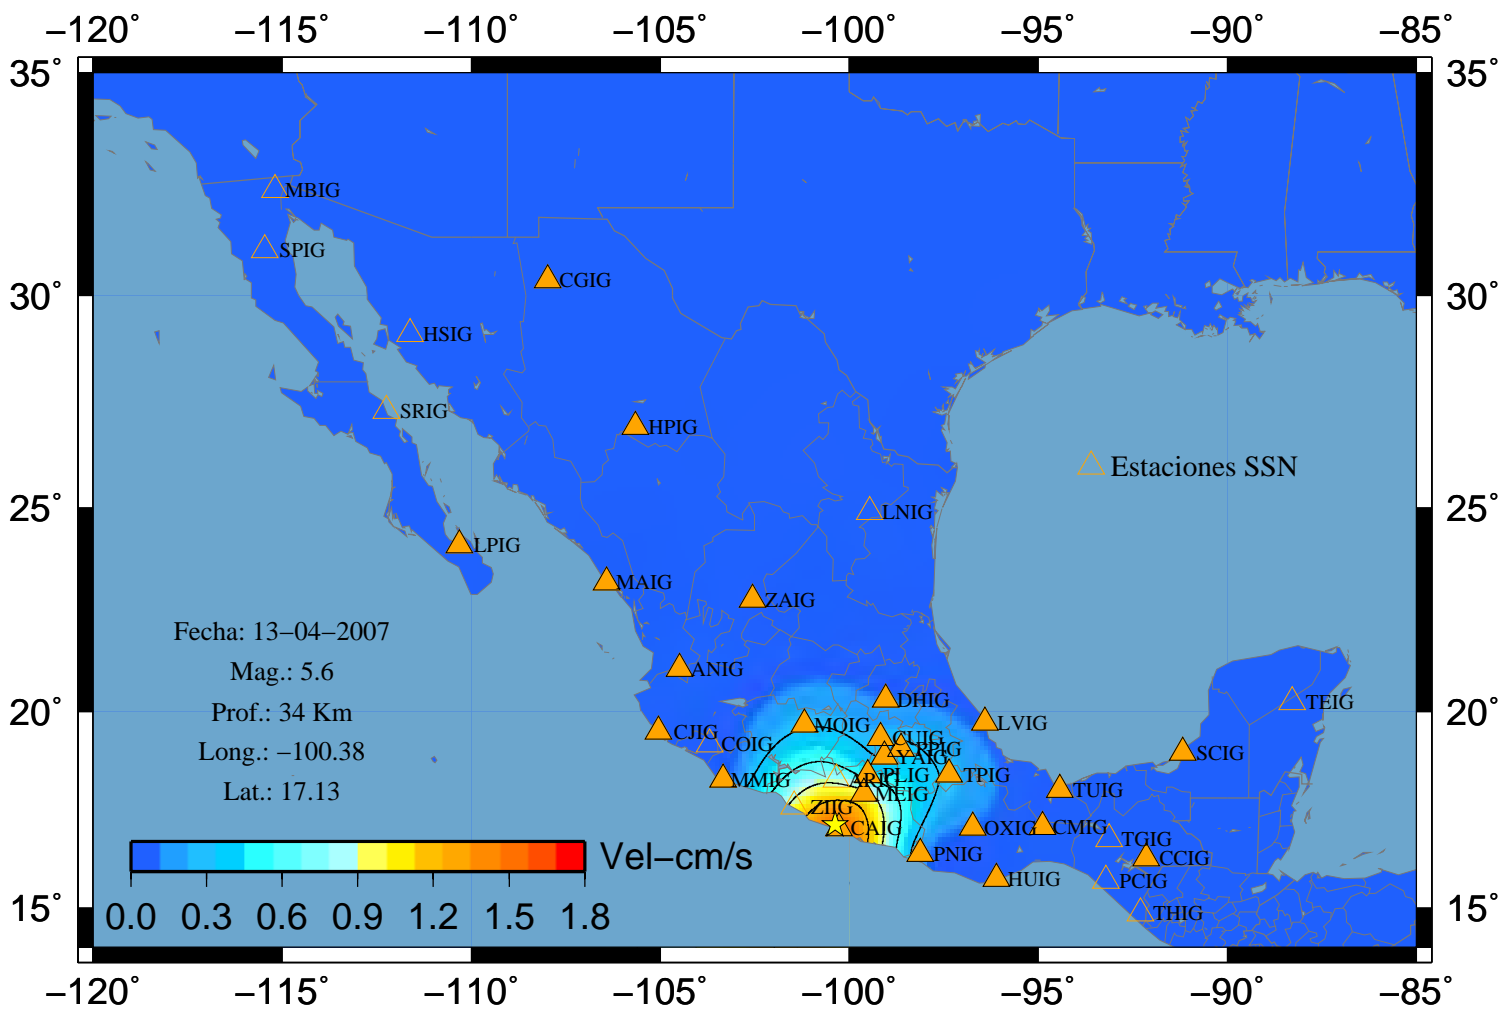 −120° −115° −110° −105° −100° −95° −90° −85°
35° 35°
MBIG
SPIG
CGIG
30° 30°
HSIG
SRIG
HPIG
Estaciones SSN
25° LNIG 25°
LPIG
MAIG
ZAIG
Fecha: 13−04−2007
Mag.: 5.6
ANIG
DHIG
TEIG
20° Prof.: 34 Km 20°
CJIG MOIG CUIG LVIG
COIG PPIG
Long.: −100.38
YAIG SCIG
MMIG PLIG TPIG
Lat.: 17.13
MEIG TUIG
ZIIG
CAIG OXIG CMIG
TGIG
Vel−cm/s
PNIG CCIG
HUIG PCIG
15° 15°
0.0 0.3 0.6 0.9 1.2 1.5 1.8
THIG
−120° −115° −110° −105° −100° −95° −90° −85°